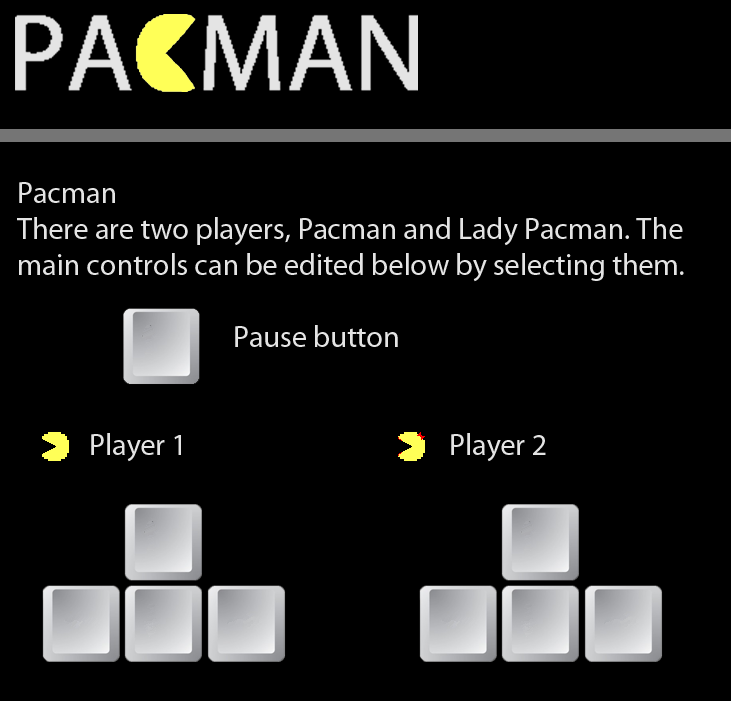 PACMAN
Pacman
There are two players, Pacman and Lady Pacman. The
main controls can be edited below by selecting them.
Pause button
Player 1
Player 2